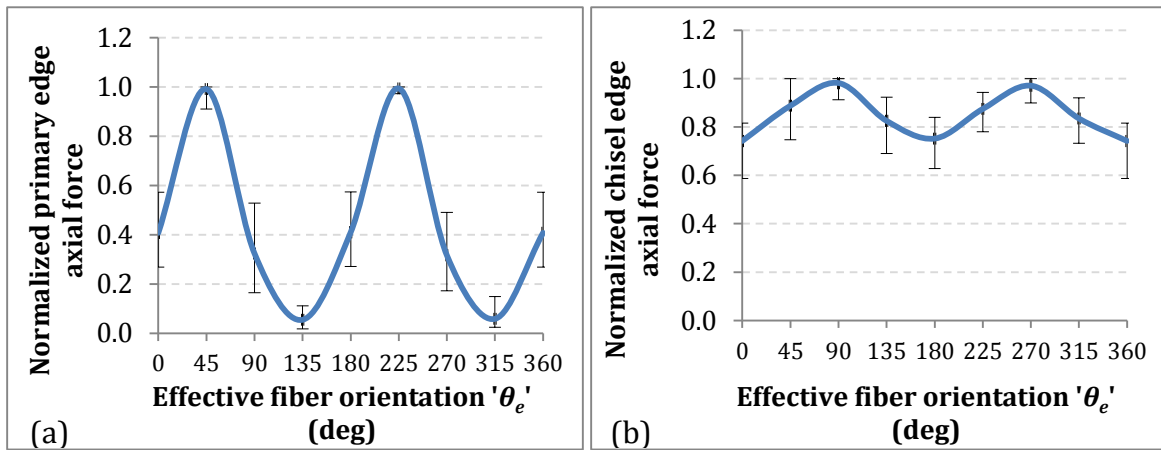 Normalized primary edge
axial force
1.2
1.0
0.8
0.6
0.4
0.2
0.0
0 45 90 135 180 225 270 315 360
Effective fiber orientation 'θe'
(deg)
(a)
Normalized chisel edge
axial force
1.2
1.0
0.8
0.6
0.4
0.2
0.0
0 45 90 135 180 225 270 315 360
Effective fiber orientation 'θe'
(deg)
(b)